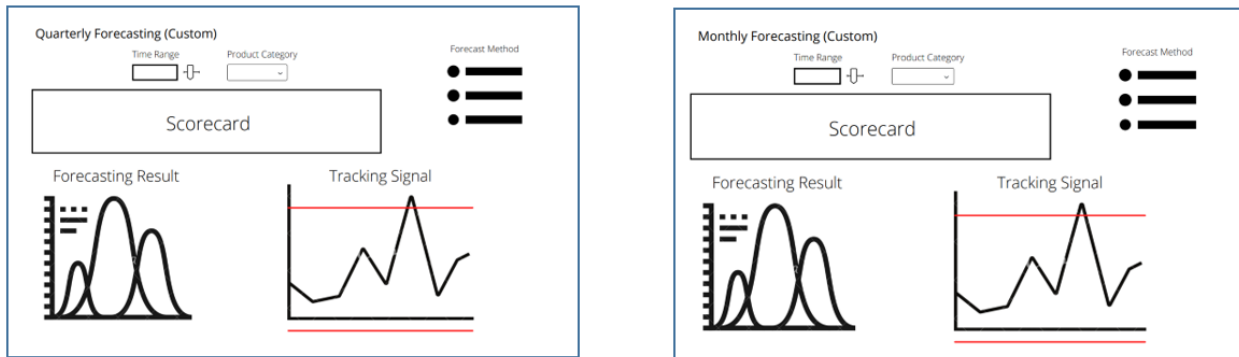 Quarterly Forecasting (Custom)
Time Range
Product Category
Forecast Method
Scorecard
Forecasting Result
Tracking Signal
Monthly Forecasting (Custom)
Time Range
Product Category
Forecast Method
Scorecard
Forecasting Result
Tracking Signal